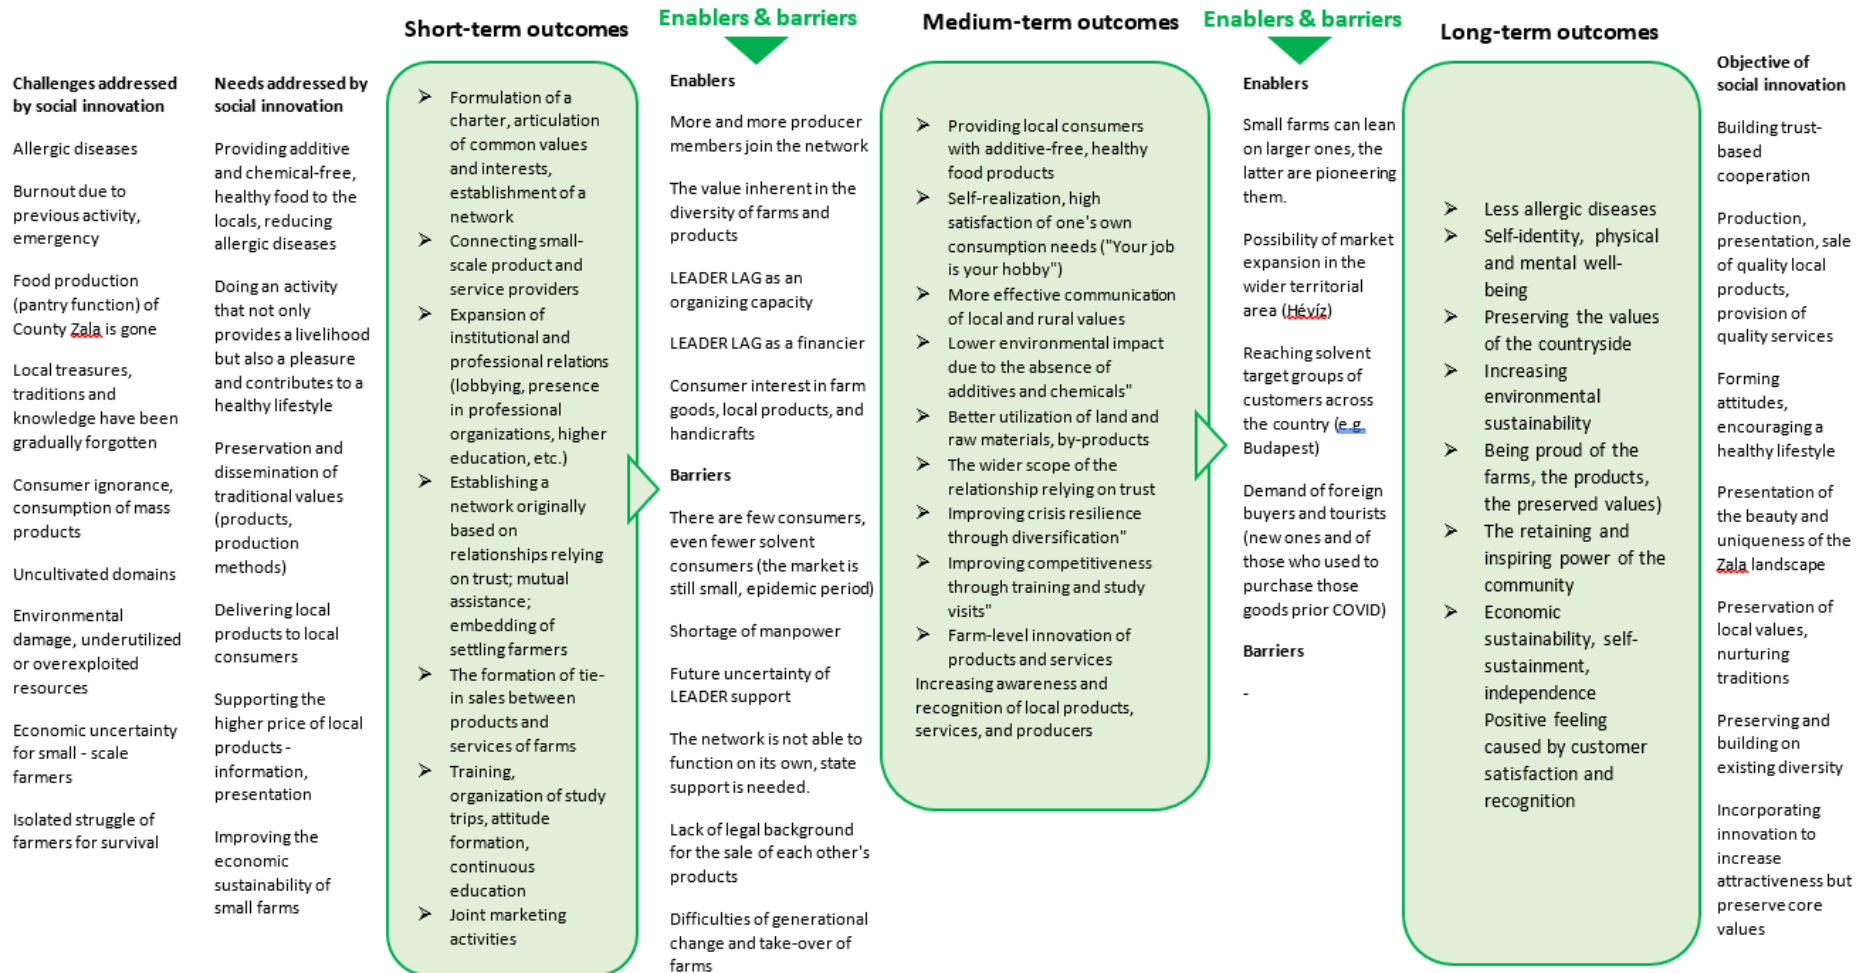 Challenges addressed
by social innovation
Allergic diseases
Burnout due to
previous activity,
emergency
Food production
(pantry function) of
County Zala is gone
Local treasures,
traditions and
knowledge have been
gradually forgotten
Consumer ignorance,
consumption of mass
products
Uncultivated domains
Environmental
damage, underutilized
or overexploited
resources
Economic uncertainty
for small - scale
farmers
Isolated struggle of
farmers for survival
Needs addressed by
social innovation
Providing additive
and chemical-free,
healthy food to the
locals, reducing
allergic diseases
Doing an activity
that not only
provides a livelihood
but also a pleasure
and contributes to a
healthy lifestyle
Preservation and
dissemination of
traditional values
(products,
production
methods)
Delivering local
products to local
consumers
Supporting the
higher price of local
products -
information,
presentation
Improving the
economic
sustainability of
small farms
Short-term outcomes
➢ Formulation of a
charter, articulation
of common values
and interests,
establishment of a
network
➢ Connecting small-
scale product and
service providers
➢ Expansion of
institutional and
professional relations
(lobbying, presence
in professional
organizations, higher
education, etc.)
➢ Establishing a
network originally
based on
relationships relying
on trust; mutual
assistance;
embedding of
settling farmers
➢ The formation of tie-
in sales between
products and
services of farms
➢ Training,
organization of study
trips, attitude
formation,
continuous
education
➢ Joint marketing
activities
Enablers & barriers
Enablers
More and more producer
members join the network
The value inherent in the
diversity of farms and
products
LEADER LAG as an
organizing capacity
LEADER LAG as a financier
Consumer interest in farm
goods, local products, and
handicrafts
Barriers
There are few consumers,
even fewer solvent
consumers (the market is
still small, epidemic period)
Shortage of manpower
Future uncertainty of
LEADER support
The network is not able to
function on its own, state
support is needed.
Lack of legal background
for the sale of each other's
products
Difficulties of generational
change and take-over of
farms
Medium-term outcomes
➢ Providing local consumers
with additive-free, healthy
food products
➢ Self-realization, high
satisfaction of one's own
consumption needs ("Your job
is your hobby")
➢ More effective communication
of local and rural values
➢ Lower environmental impact
due to the absence of
additives and chemicals"
➢ Better utilization of land and
raw materials, by-products
➢ The wider scope of the
relationship relying on trust
➢ Improving crisis resilience
through diversification"
➢ Improving competitiveness
through training and study
visits"
➢ Farm-level innovation of
products and services
Increasing awareness and
recognition of local products,
services, and producers
Enablers & barriers
Enablers
Small farms can lean
on larger ones, the
latter are pioneering
them.
Possibility of market
expansion in the
wider territorial
area (Hévíz)
Reaching solvent
target groups of
customers across
the country (e.g.
Budapest)
Demand of foreign
buyers and tourists
(new ones and of
those who used to
purchase those
goods prior COVID)
Barriers
-
Long-term outcomes
➢ Less allergic diseases
➢ Self-identity, physical
and mental well-
being
➢ Preserving the values
of the countryside
➢ Increasing
environmental
sustainability
➢ Being proud of the
farms, the products,
the preserved values)
➢ The retaining and
inspiring power of the
community
➢ Economic
sustainability, self-
sustainment,
independence
Positive feeling
caused by customer
satisfaction and
recognition
Objective of
social innovation
Building trust-
based
cooperation
Production,
presentation, sale
of quality local
products,
provision of
quality services
Forming
attitudes,
encouraging a
healthy lifestyle
Presentation of
the beauty and
uniqueness of the
Zala landscape
Preservation of
local values,
nurturing
traditions
Preserving and
building on
existing diversity
Incorporating
innovation to
increase
attractiveness but
preserve core
values